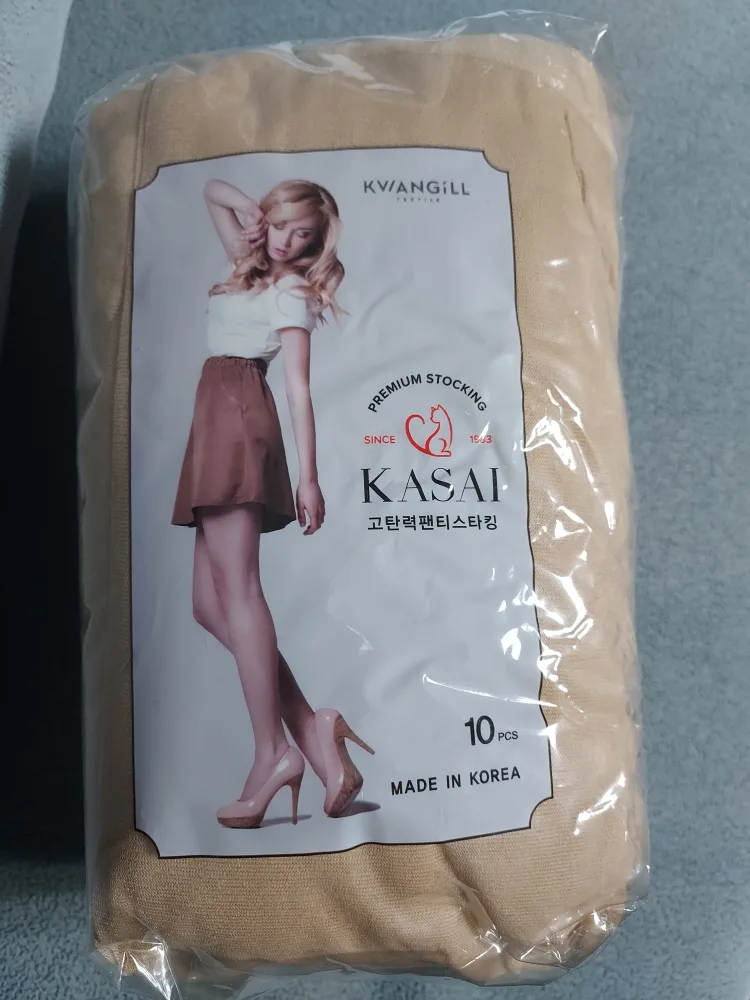 KWANGiLL
TEXTILE
PREMIUM STOCKING
SINCE 1963
KASAI
고탄력팬티스타킹
10 PCS
MADE IN KOREA